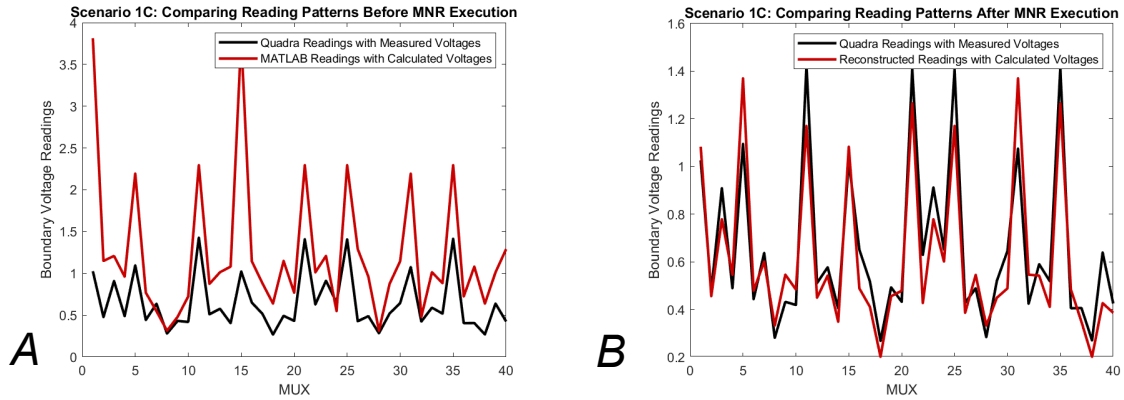 Scenario 1C: Comparing Reading Patterns Before MNR Execution
Quadra Readings with Measured Voltages
MATLAB Readings with Calculated Voltages
Boundary Voltage Readings
4
3.5
3
2.5
2
1.5
1
0.5
0
0 5 10 15 20 25 30 35 40
MUX
A
Scenario 1C: Comparing Reading Patterns After MNR Execution
Quadra Readings with Measured Voltages
Reconstructed Readings with Calculated Voltages
Boundary Voltage Readings
1.6
1.4
1.2
1
0.8
0.6
0.4
0.2
0 5 10 15 20 25 30 35 40
MUX
B